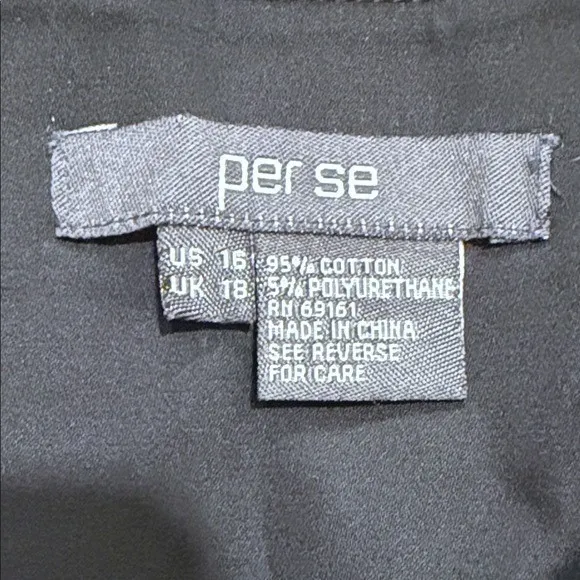 per se
US 16
UK 18
95% COTTON
5% POLYURETHANE
RN 69161
MADE IN CHINA
SEE REVERSE
FOR CARE